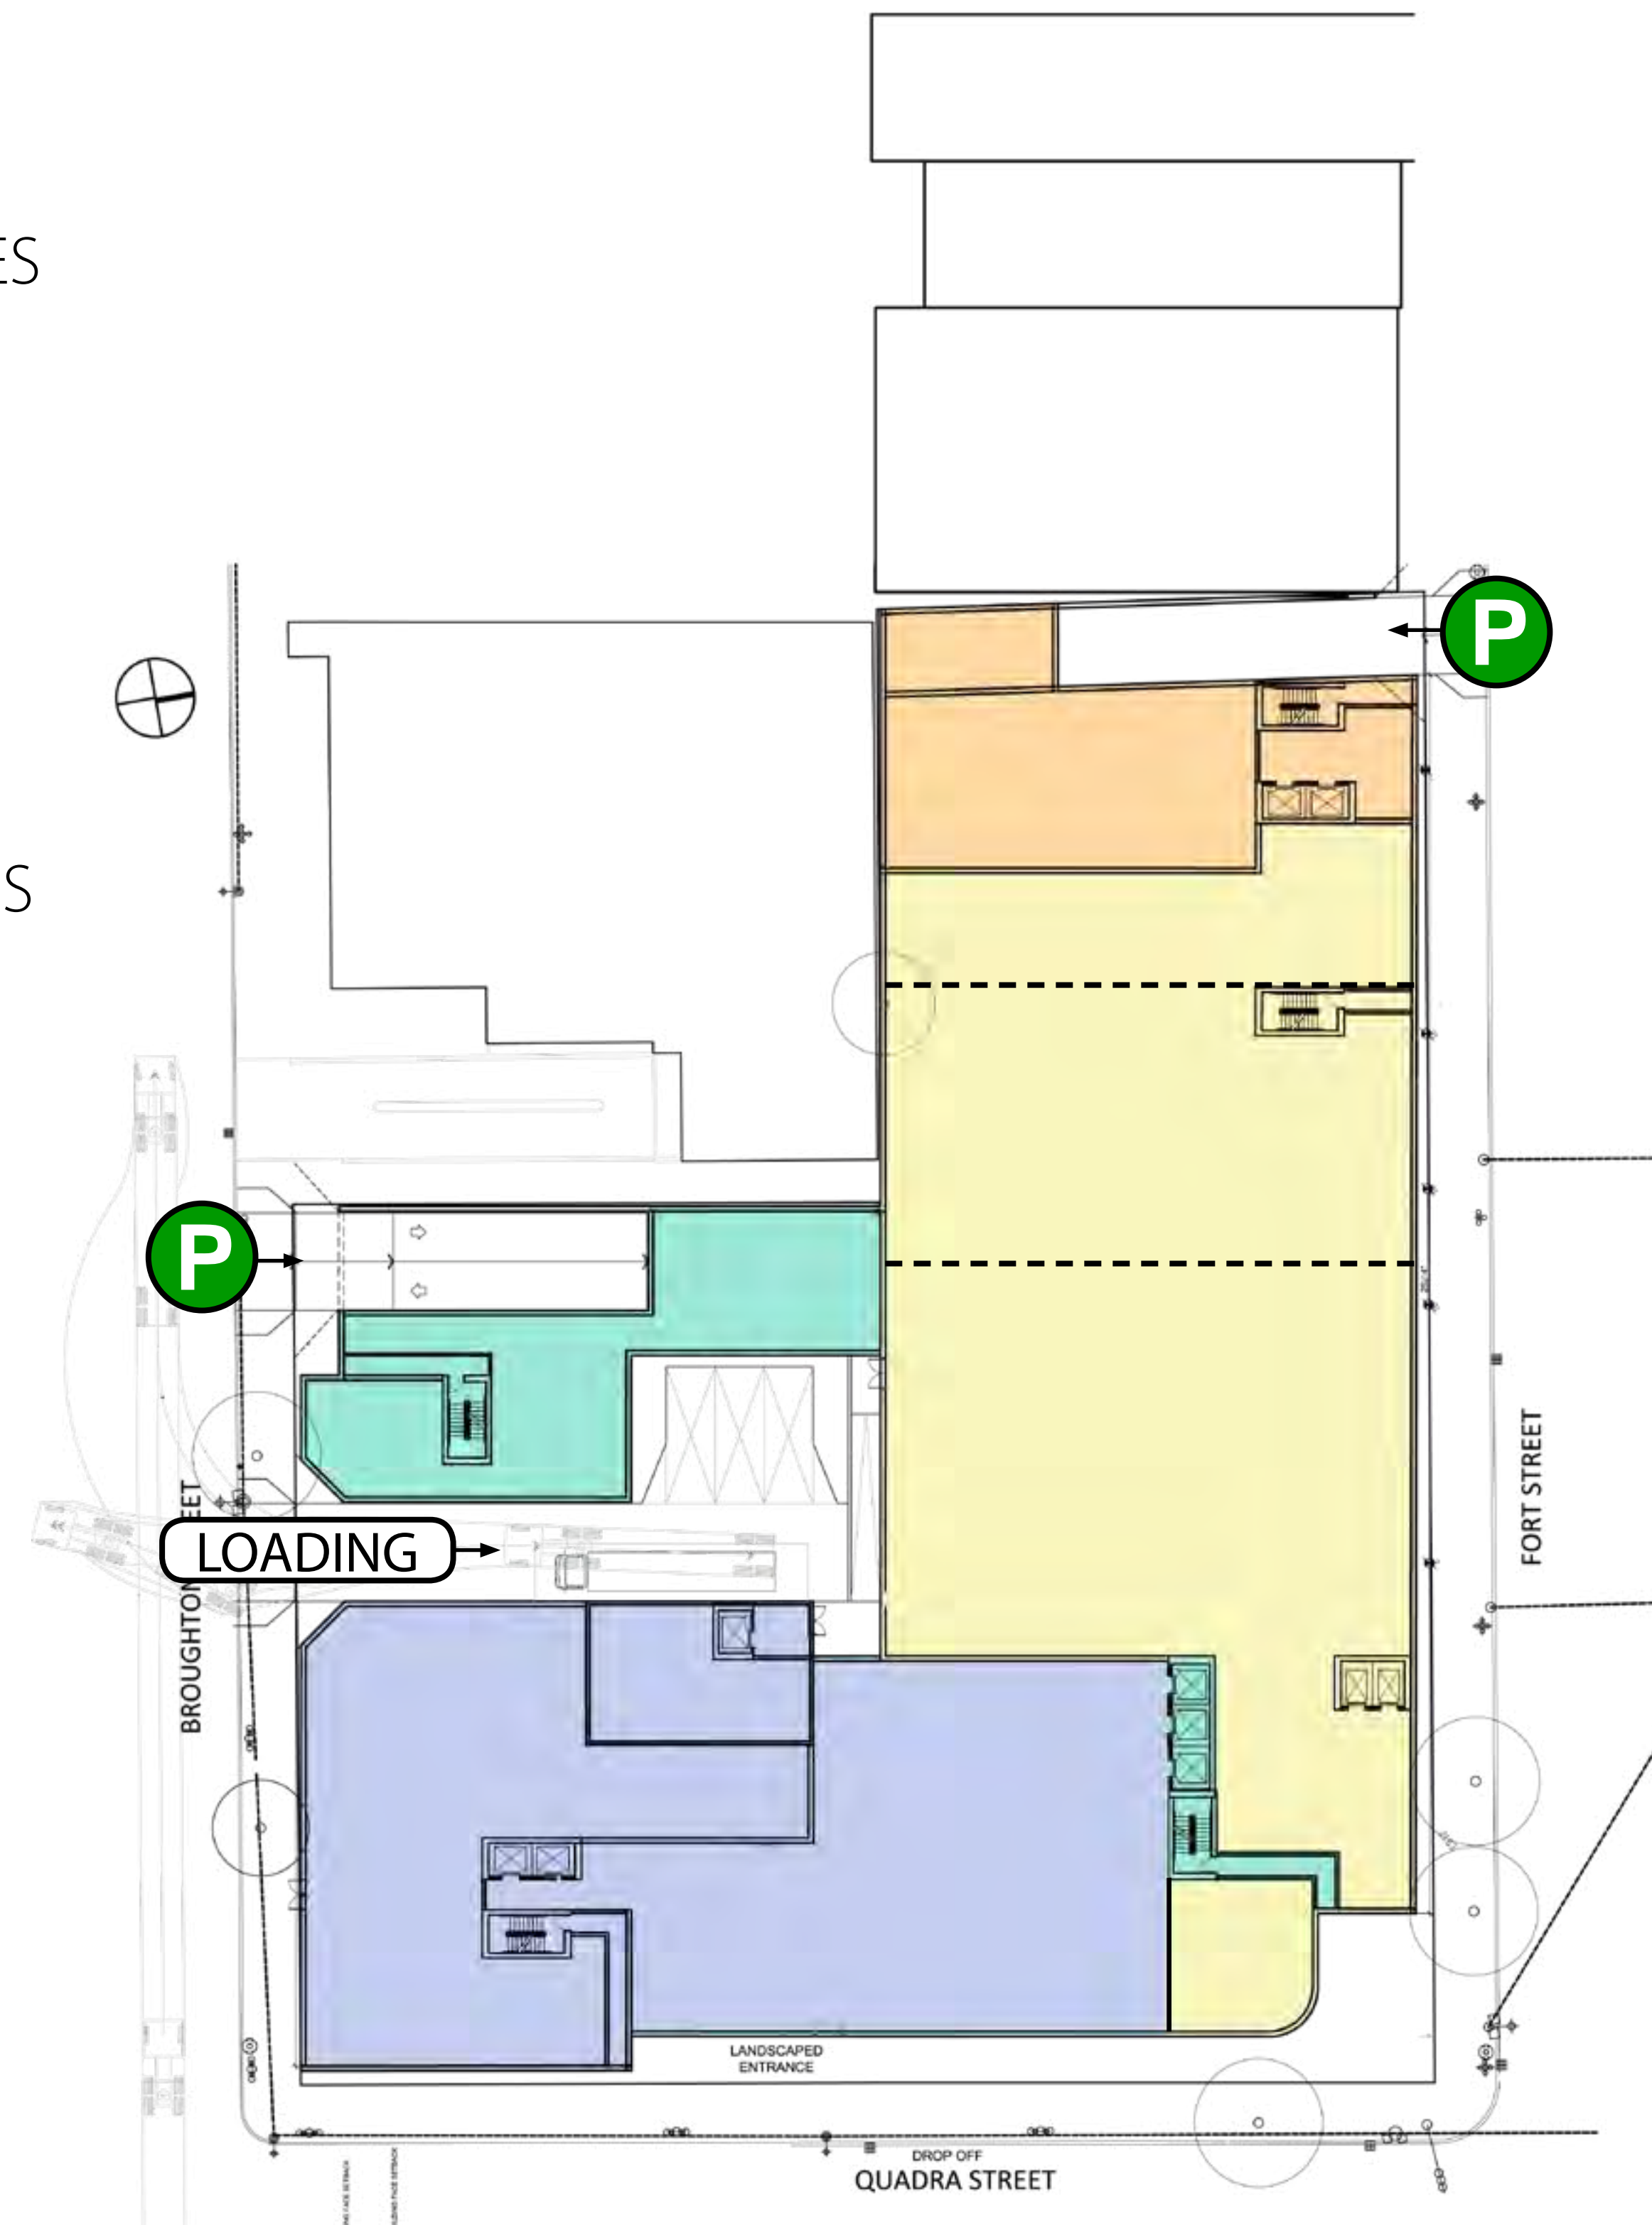 ES
S
P
P
LOADING
BROUGHTON
FORT STREET
LANDSCAPED
ENTRANCE
DROP OFF
QUADRA STREET